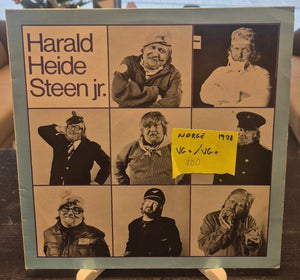 Harald
Heide
Steen jr.
NORGE 1978
VG+/VG+
300